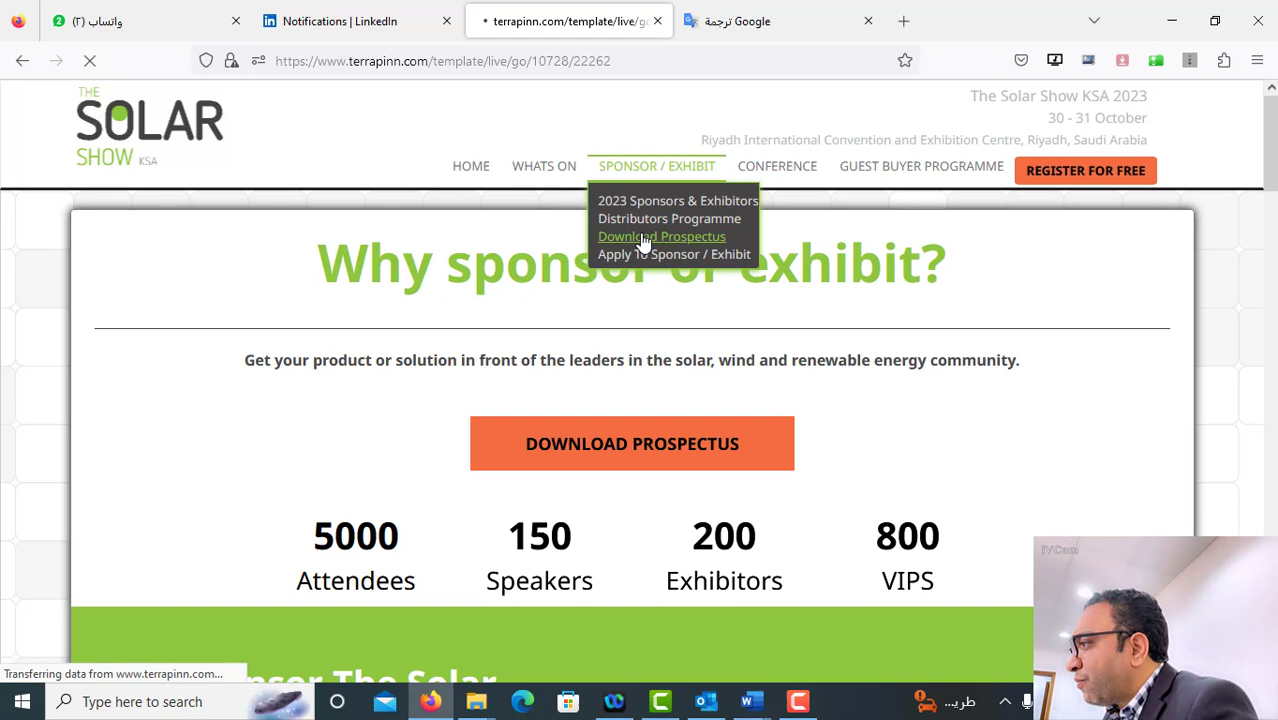 واتساب (٢)
Notifications | LinkedIn
terrapinn.com/template/live/go
ترجمة Google
https://www.terrapinn.com/template/live/go/10728/22262
THE SOLAR SHOW KSA
The Solar Show KSA 2023
30 - 31 October
Riyadh International Convention and Exhibition Centre, Riyadh, Saudi Arabia
HOME WHATS ON SPONSOR / EXHIBIT CONFERENCE GUEST BUYER PROGRAMME REGISTER FOR FREE
2023 Sponsors & Exhibitors
Distributors Programme
Download Prospectus
Apply To Sponsor / Exhibit
Why sponsor or exhibit?
Get your product or solution in front of the leaders in the solar, wind and renewable energy community.
DOWNLOAD PROSPECTUS
5000 150 200 800
Attendees Speakers Exhibitors VIPS
iVCam
Transferring data from www.terrapinn.com...
Type here to search